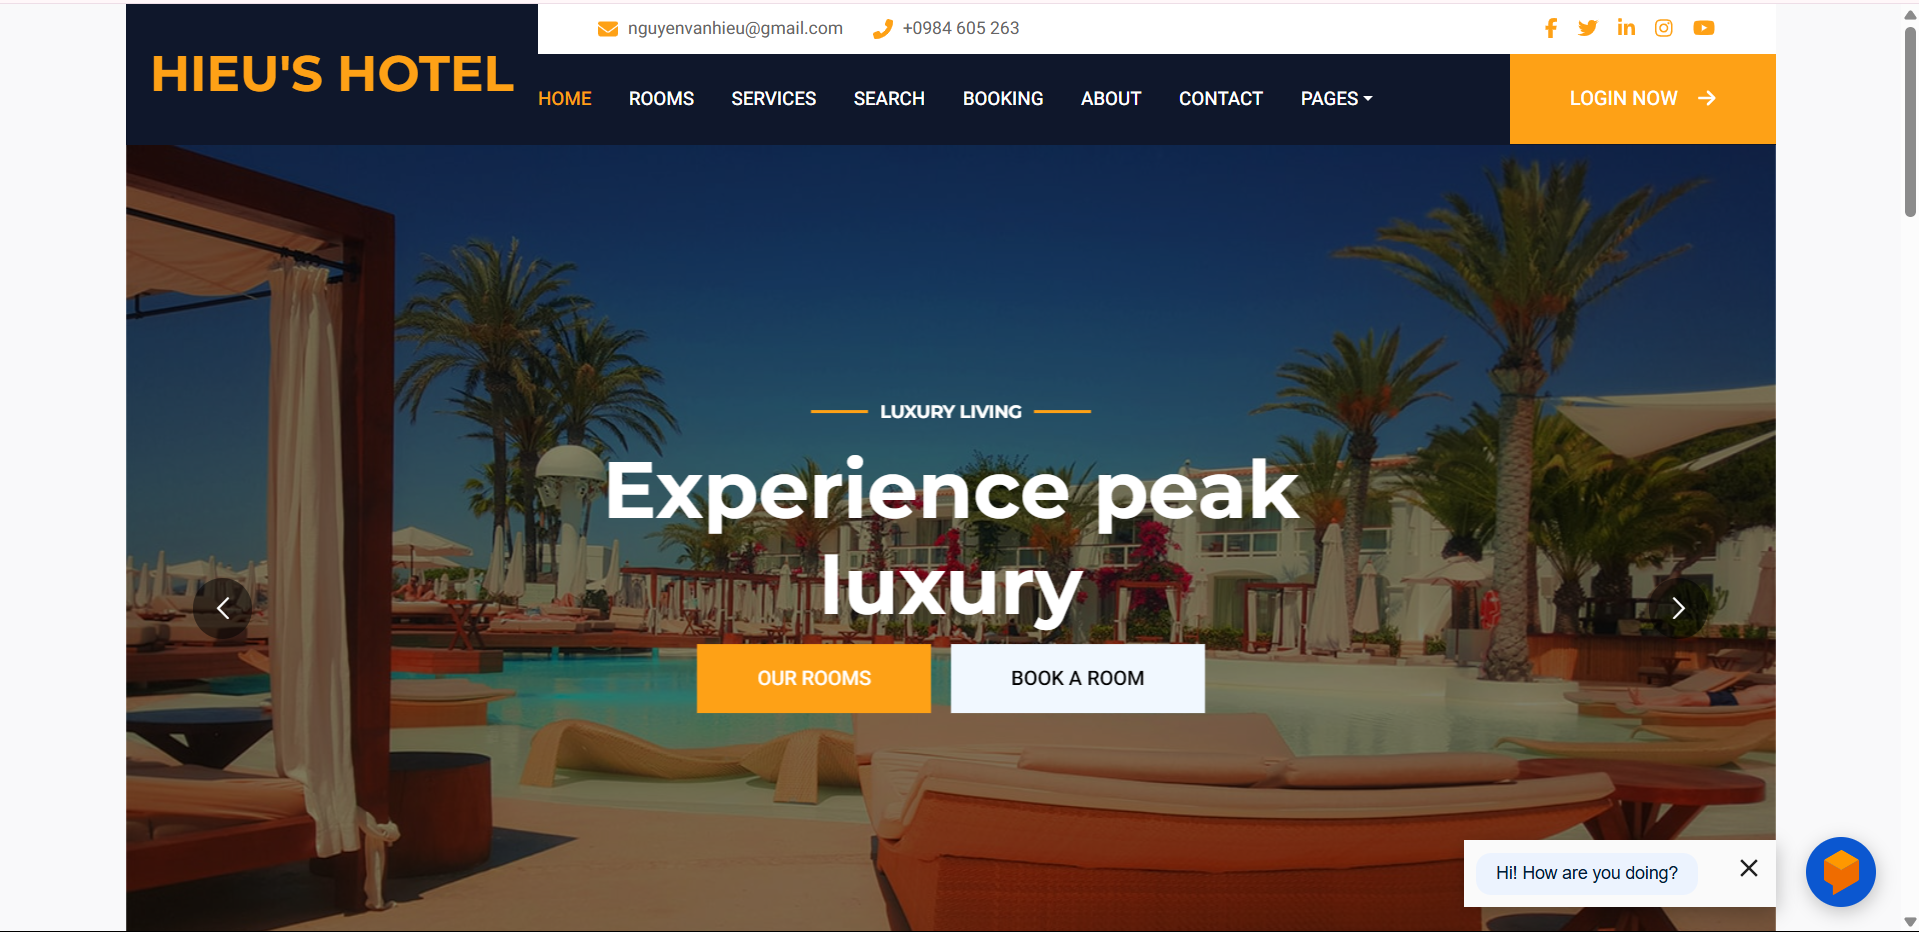 nguyenvanhieu@gmail.com +0984 605 263
HIEU'S HOTEL
HOME ROOMS SERVICES SEARCH BOOKING ABOUT CONTACT PAGES
LOGIN NOW
LUXURY LIVING
Experience peak
luxury
OUR ROOMS BOOK A ROOM
Hi! How are you doing?